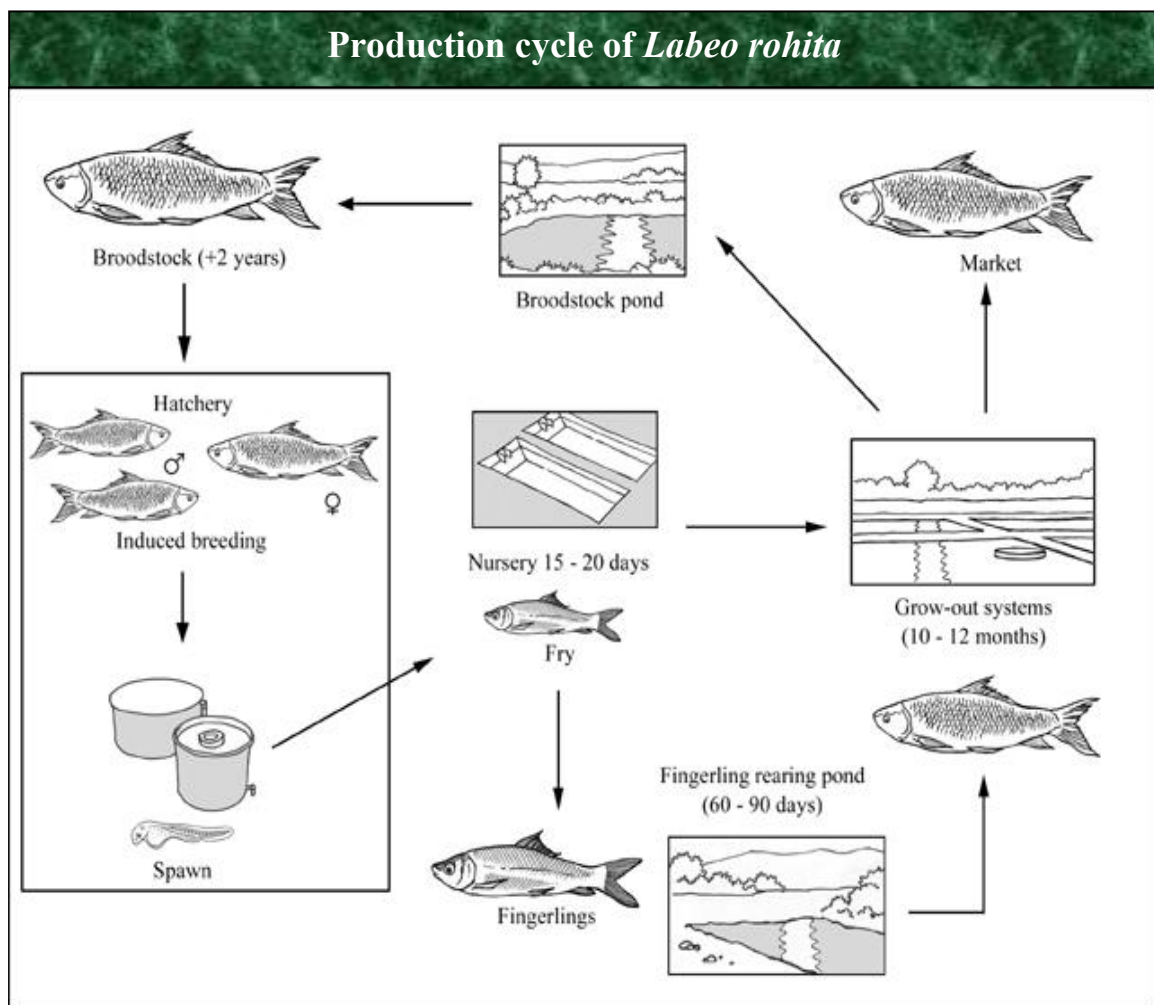 Production cycle of Labeo rohita
Broodstock (+2 years)
Broodstock pond
Market
Hatchery
♂
♀
Induced breeding
Spawn
Nursery 15 - 20 days
Fry
Grow-out systems
(10 - 12 months)
Fingerling rearing pond
(60 - 90 days)
Fingerlings